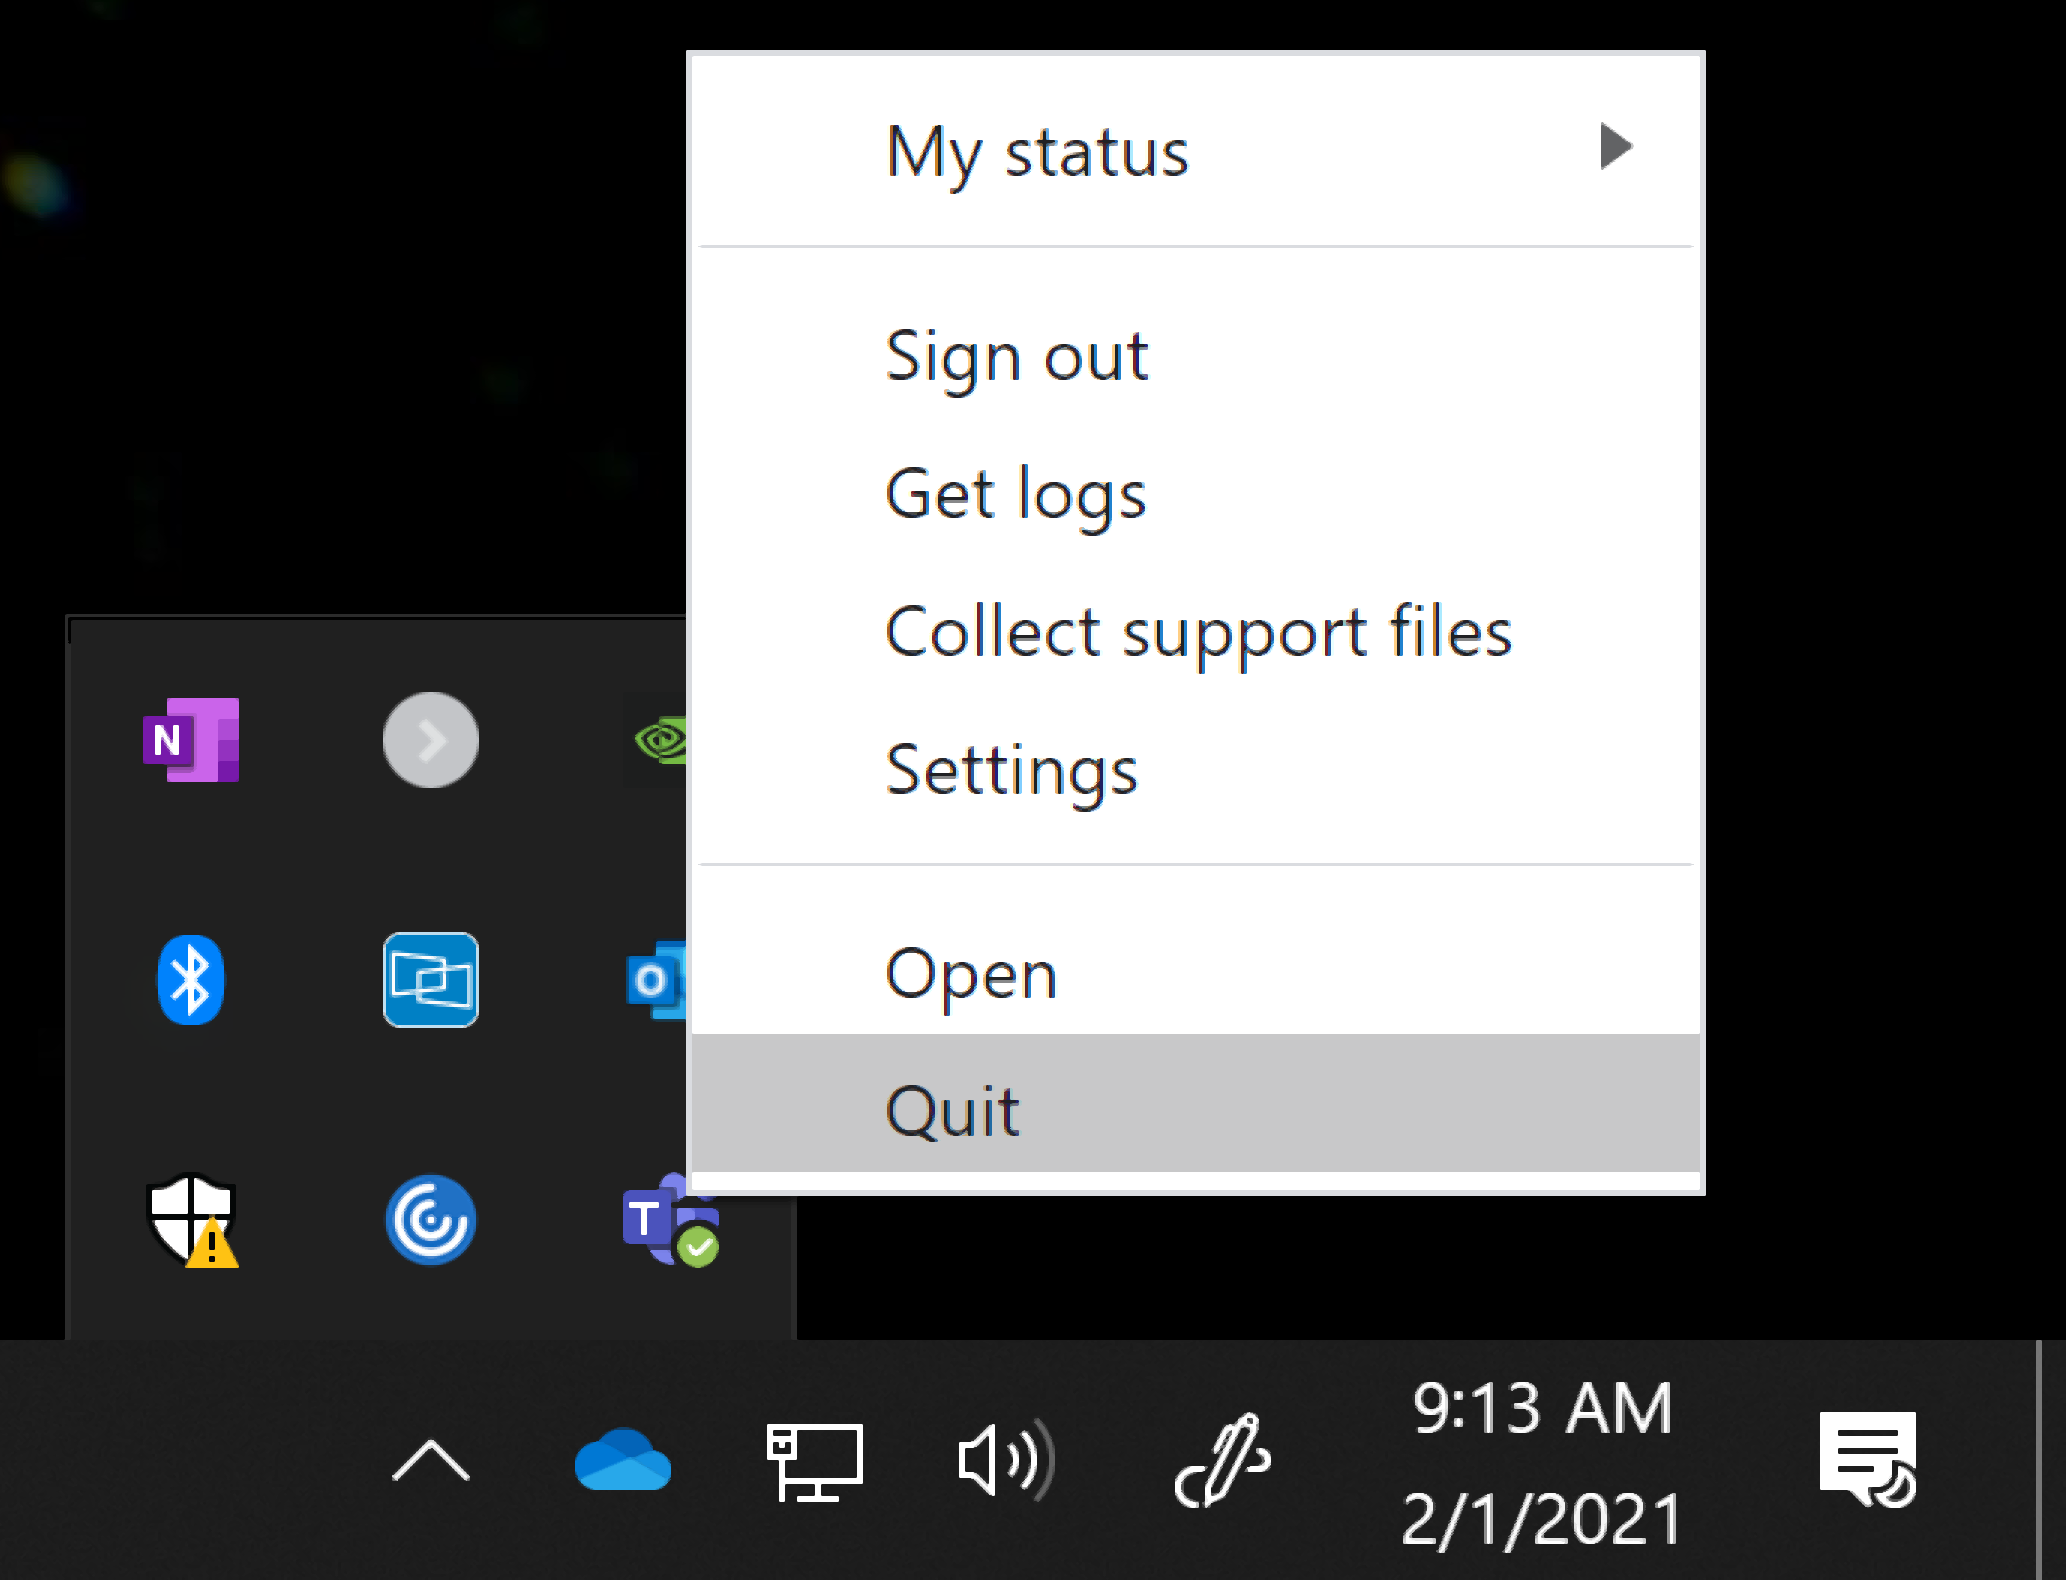 My status
Sign out
Get logs
Collect support files
Settings
Open
Quit
N
O
T
9:13 AM
2/1/2021